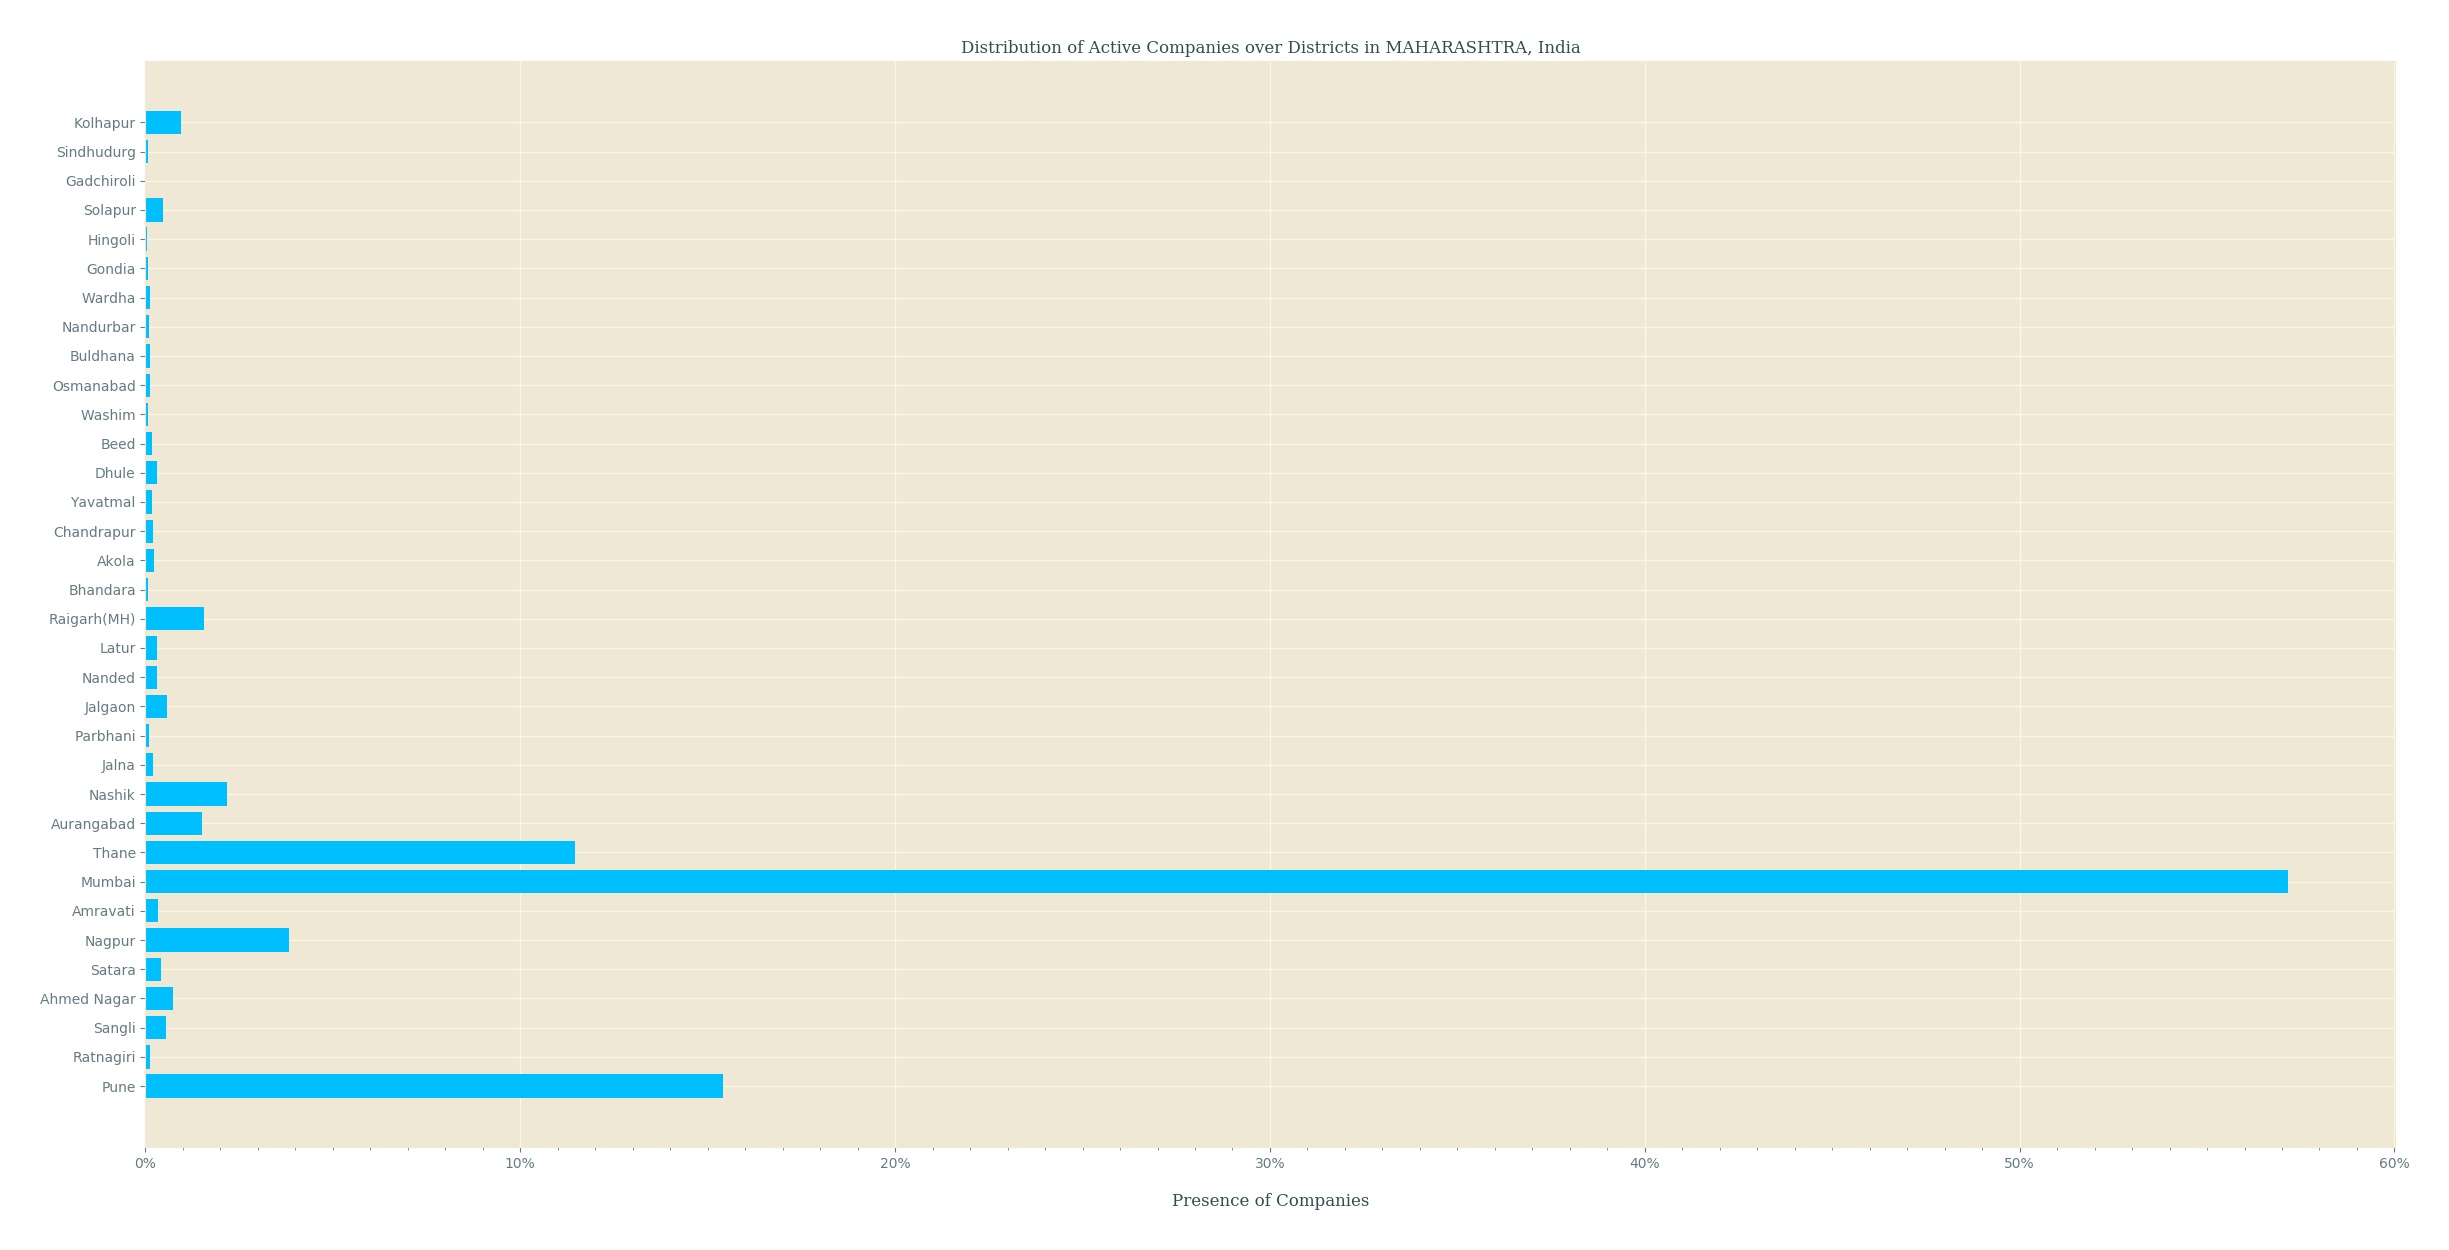 Distribution of Active Companies over Districts in MAHARASHTRA, India
Kolhapur
Sindhudurg
Gadchiroli
Solapur
Hingoli
Gondia
Wardha
Nandurbar
Buldhana
Osmanabad
Washim
Beed
Dhule
Yavatmal
Chandrapur
Akola
Bhandara
Raigarh(MH)
Latur
Nanded
Jalgaon
Parbhani
Jalna
Nashik
Aurangabad
Thane
Mumbai
Amravati
Nagpur
Satara
Ahmed Nagar
Sangli
Ratnagiri
Pune
0% 10% 20% 30% 40% 50% 60%
Presence of Companies